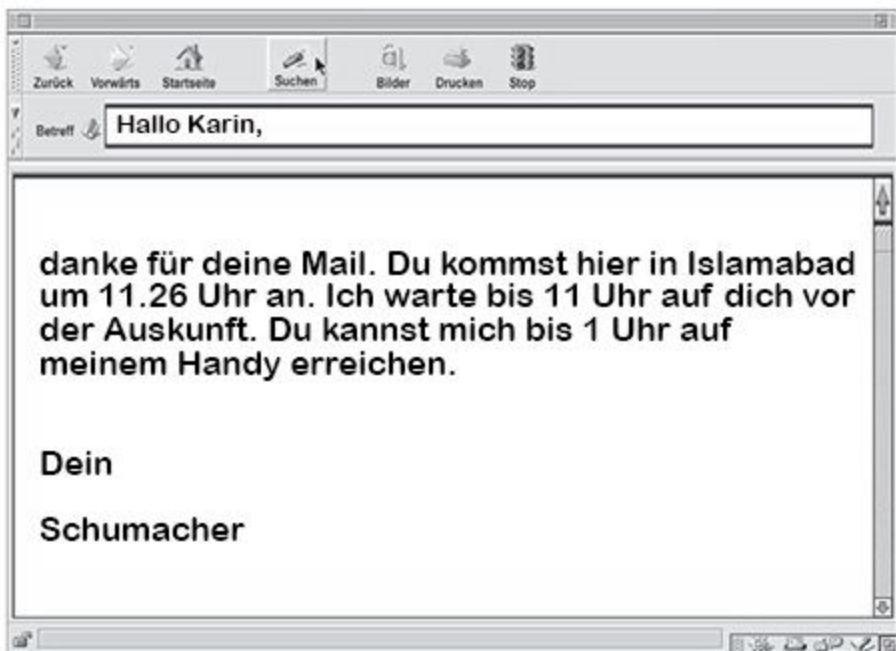 Zurück Vorwärts Startseite Suchen Bilder Drucken Stop
Betreff Hallo Karin,
danke für deine Mail. Du kommst hier in Islamabad
um 11.26 Uhr an. Ich warte bis 11 Uhr auf dich vor
der Auskunft. Du kannst mich bis 1 Uhr auf
meinem Handy erreichen.
Dein
Schumacher